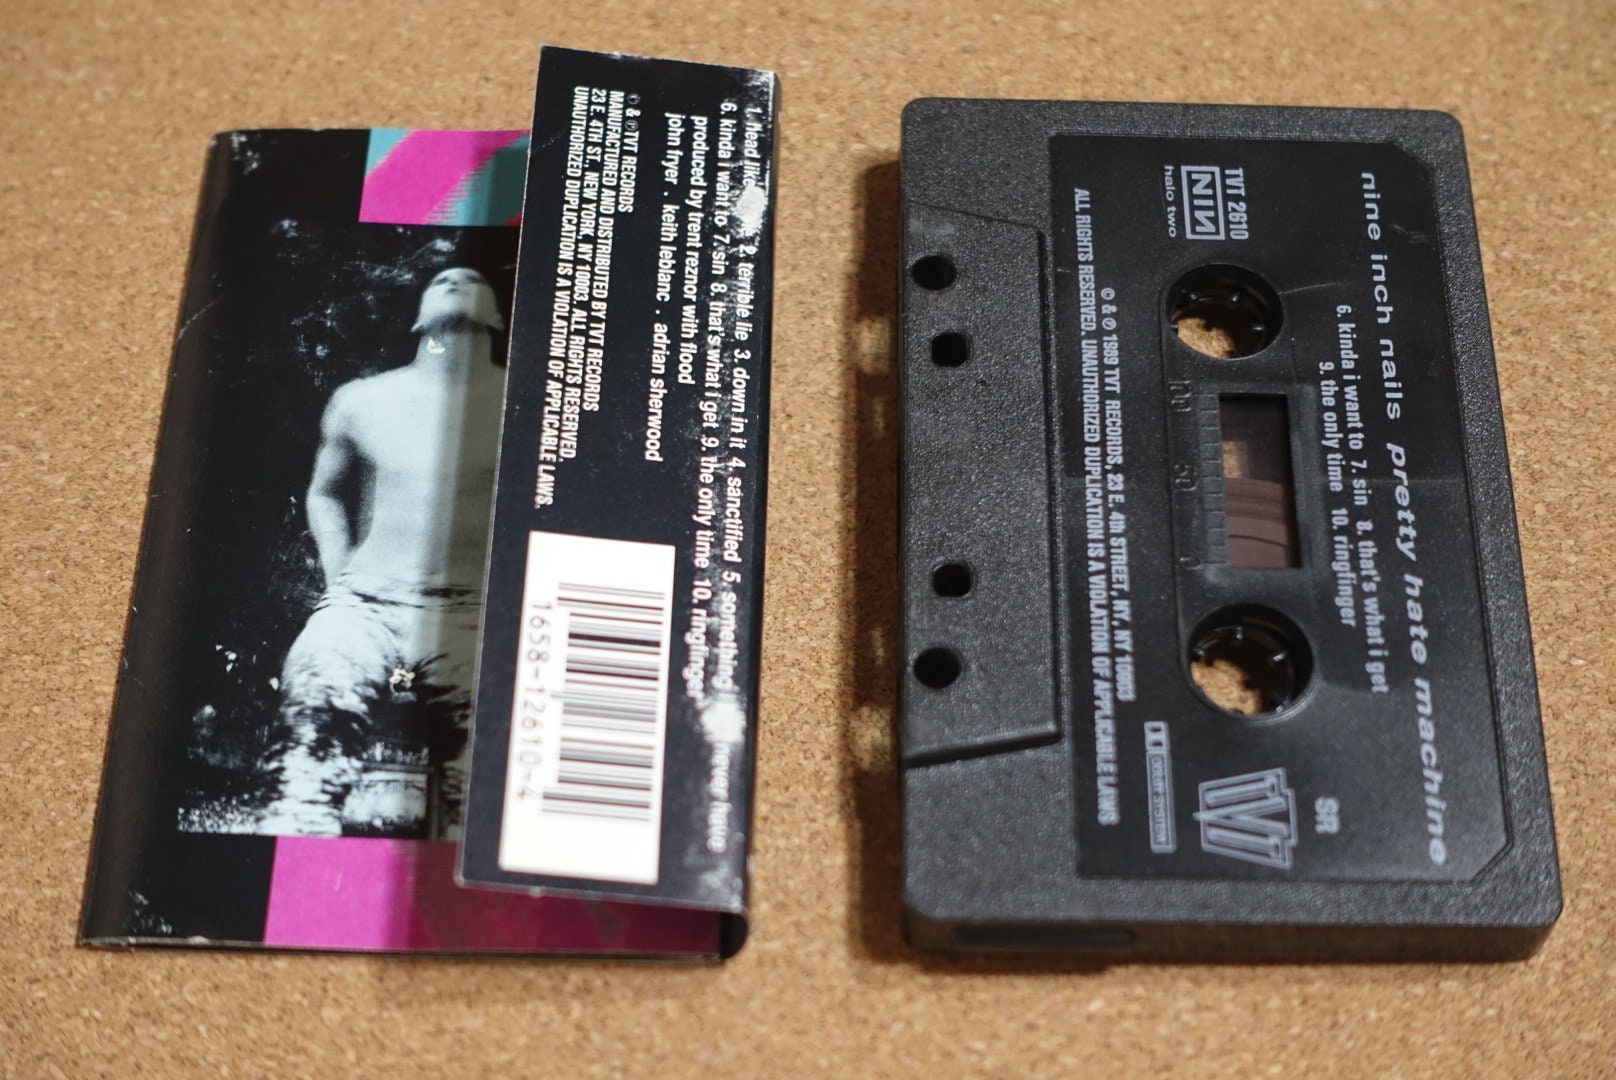 1. head like 2. terrible lie 3. down in it 4. sanctified 5. something never have
6. kinda i want to 7. sin 8. that's what i get 9. the only time 10. ringfinger
produced by trent reznor with flood
john fryer . keith leblanc . adrian sherwood
© & ℗ TVT RECORDS
MANUFACTURED AND DISTRIBUTED BY TVT RECORDS
23 E. 4TH ST., NEW YORK, NY 10003. ALL RIGHTS RESERVED.
UNAUTHORIZED DUPLICATION IS A VIOLATION OF APPLICABLE LAWS.
1658-12610-4
nine inch nails pretty hate machine
6. kinda i want to 7. sin 8. that's what i get
9. the only time 10. ringfinger
SR
TVT 2610
NIN
halo two
100 50 0
TVT
DOLBY SYSTEM
© & ℗ 1989 TVT RECORDS, 23 E. 4th STREET, NY, NY 10003
ALL RIGHTS RESERVED. UNAUTHORIZED DUPLICATION IS A VIOLATION OF APPLICABLE LAWS